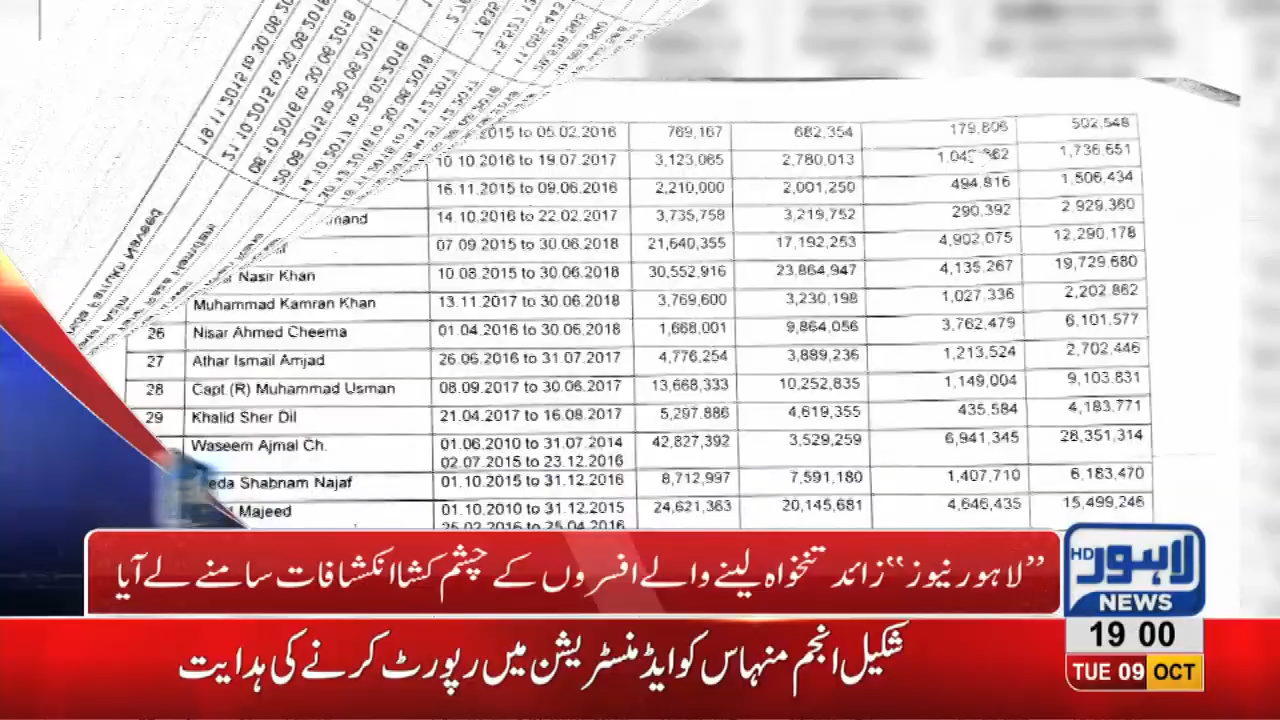 2015 to 05.02.2016 769,167 682,354 179,806 502,548
10.10.2016 to 19.07.2017 3,123,065 2,780,013 1,736,651
16.11.2015 to 09.06.2016 2,210,000 2,001,250 494,816 1,506,434
14.10.2016 to 22.02.2017 3,735,758 3,219,752 290,392 2,929,360
07.09.2015 to 30.06.2018 21,640,355 17,192,253 4,902,075 12,290,178
Nasir Khan 10.08.2015 to 30.06.2018 30,552,916 23,864,947 4,135,267 19,729,680
Muhammad Kamran Khan 13.11.2017 to 30.06.2018 3,769,600 3,230,198 1,027,336 2,202,862
26 Nisar Ahmed Cheema 01.04.2016 to 30.06.2018 1,668,001 9,864,056 3,762,479 6,101,577
27 Athar Ismail Amjad 26.06.2016 to 31.07.2017 4,776,254 3,889,236 1,213,524 2,702,446
28 Capt.(R) Muhammad Usman 08.09.2017 to 30.06.2017 13,668,333 10,252,835 1,149,004 9,103,831
29 Khalid Sher Dil 21.04.2017 to 16.08.2017 5,297,886 4,619,355 435,584 4,183,771
Waseem Ajmal Ch. 01.06.2010 to 31.07.2014 42,827,392 3,529,259 6,941,345 28,351,314
02.07.2015 to 23.12.2016
Shabnam Najaf 01.10.2015 to 31.12.2016 8,712,997 7,591,180 1,407,710 6,183,470
Majeed 01.10.2010 to 31.12.2015 24,621,363 20,145,681 4,646,435 15,499,246
25.02.2016 to 25.04.2016
”لاہور نیوز“ زائد تنخواہ لینے والے افسروں کے چشم کشا انکشافات سامنے لے آیا
لاہور HD
NEWS
19 00
TUE 09 OCT
شکیل انجم منہاس کو ایڈمنسٹریشن میں رپورٹ کرنے کی ہدایت